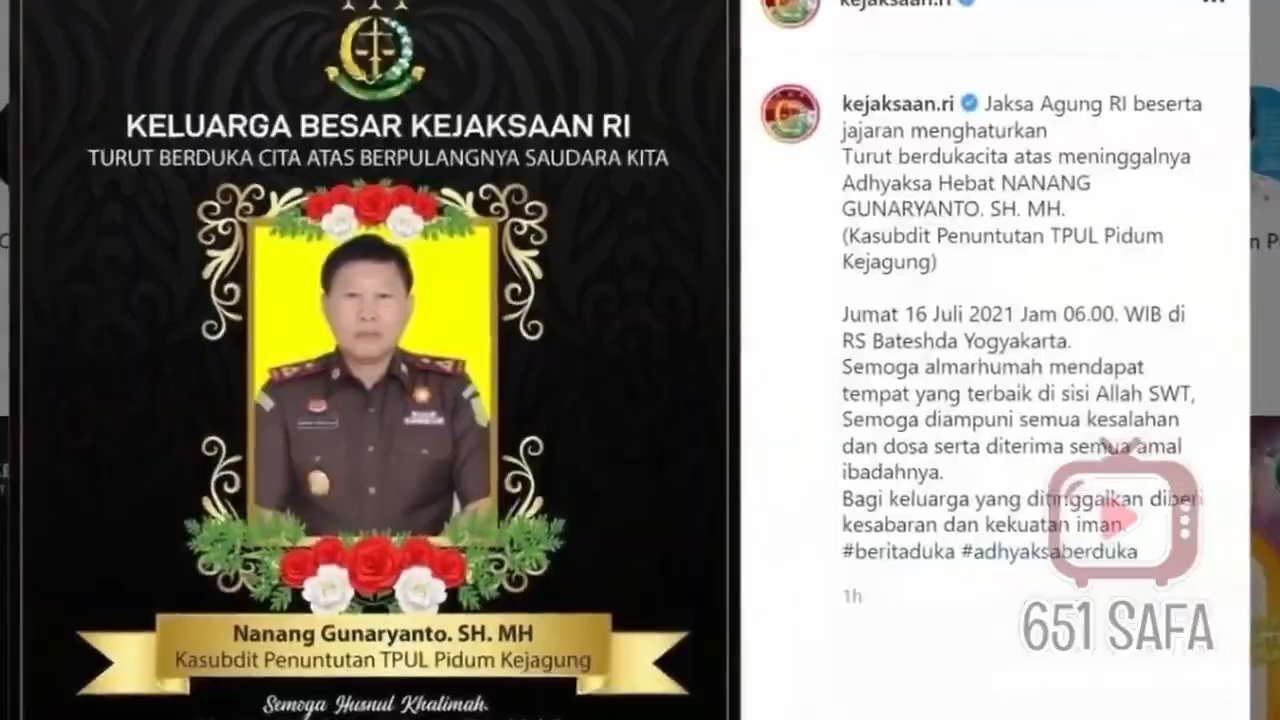 KELUARGA BESAR KEJAKSAAN RI
TURUT BERDUKA CITA ATAS BERPULANGNYA SAUDARA KITA
Nanang Gunaryanto. SH. MH
Kasubdit Penuntutan TPUL Pidum Kejagung
Semoga Husnul Khatimah.
kejaksaan.ri
kejaksaan.ri Jaksa Agung RI beserta
jajaran menghaturkan
Turut berdukacita atas meninggalnya
Adhyaksa Hebat NANANG
GUNARYANTO. SH. MH.
(Kasubdit Penuntutan TPUL Pidum
Kejagung)
Jumat 16 Juli 2021 Jam 06.00. WIB di
RS Bateshda Yogyakarta.
Semoga almarhumah mendapat
tempat yang terbaik di sisi Allah SWT,
Semoga diampuni semua kesalahan
dan dosa serta diterima semua amal
ibadahnya.
Bagi keluarga yang ditinggalkan diberi
kesabaran dan kekuatan iman.
#beritaduka #adhyaksaberduka
1h
651 SAFA